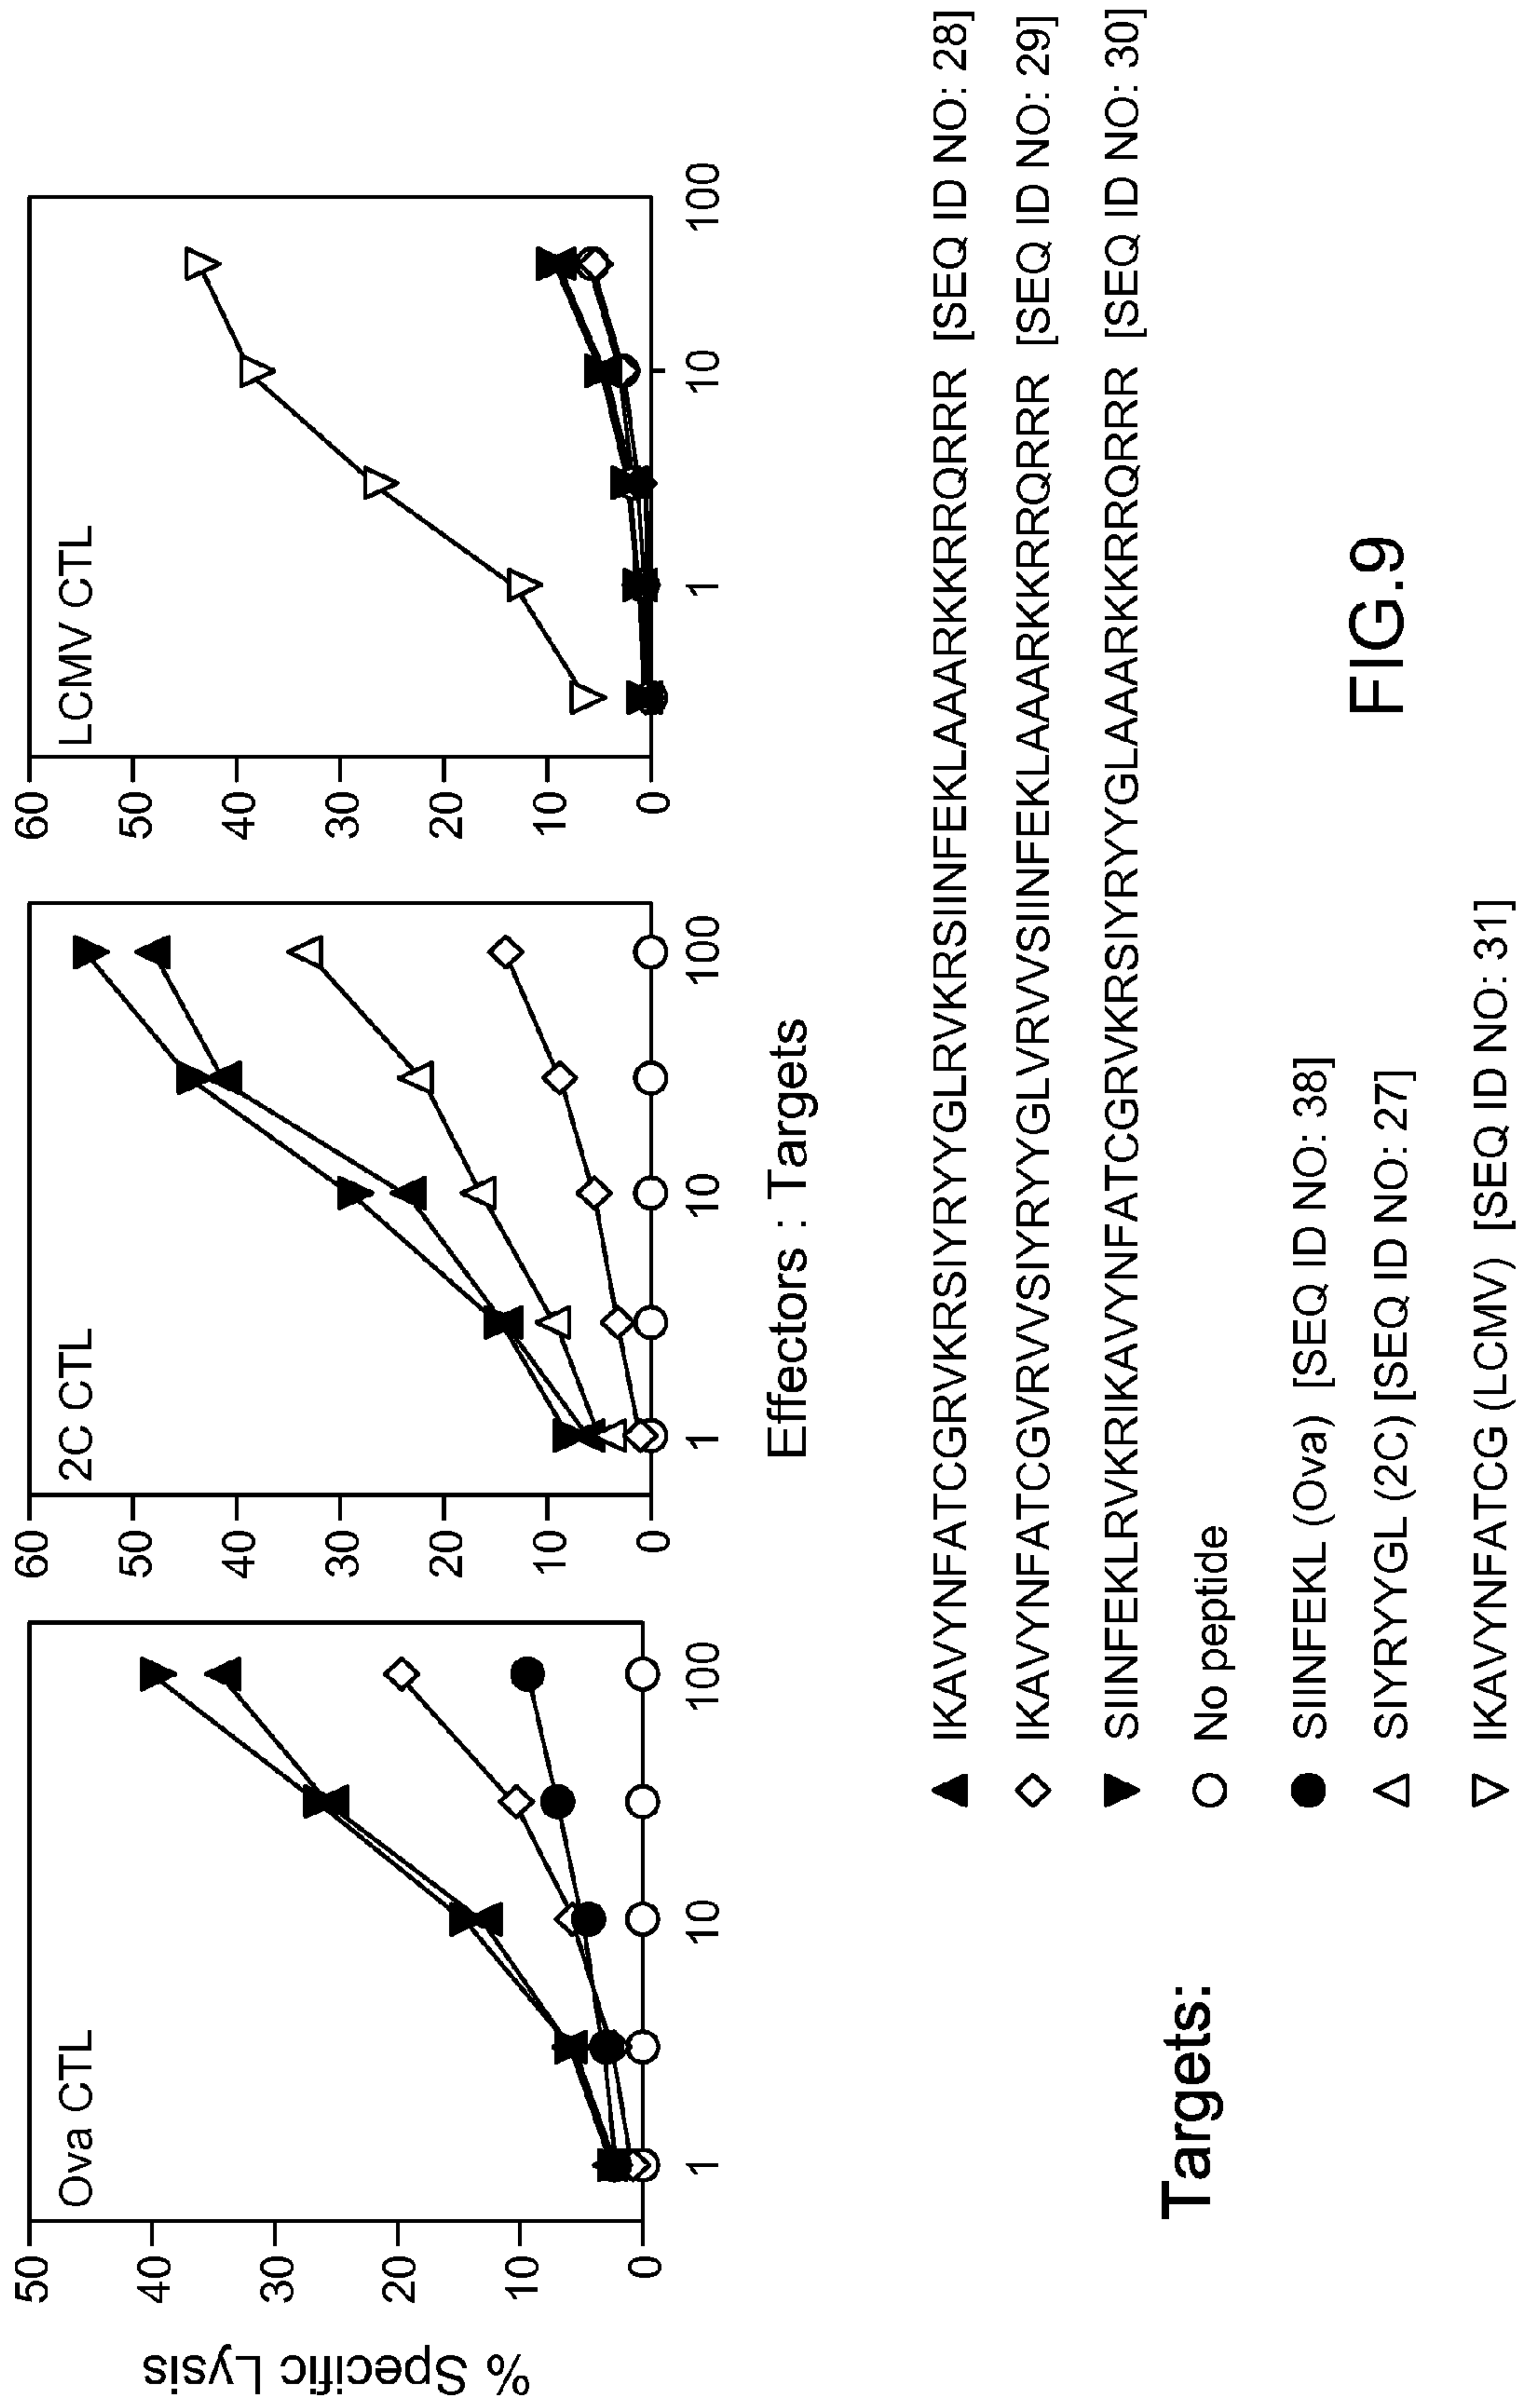 Ova CTL
2C CTL
LCMV CTL
% Specific Lysis
50
40
30
20
10
0
1
10
100
60
50
40
30
20
10
0
1
10
100
60
50
40
30
20
10
0
1
10
100
Effectors : Targets
Targets:
IKAVYNFATCGRVKRSIYRYYGLRVKRSIINFEKLAAARKKRRQRRR [SEQ ID NO: 28]
IKAVYNFATCGVRVVSIYRYYGLVRVVSIINFEKLAAARKKRRQRRR [SEQ ID NO: 29]
SIINFEKLRVKRIKAVYNFATCGRVKRSIYRYYGLAAARKKRRQRRR [SEQ ID NO: 30]
No peptide
SIINFEKL (Ova) [SEQ ID NO: 38]
SIYRYYGL (2C) [SEQ ID NO: 27]
IKAVYNFATCG (LCMV) [SEQ ID NO: 31]
FIG.9